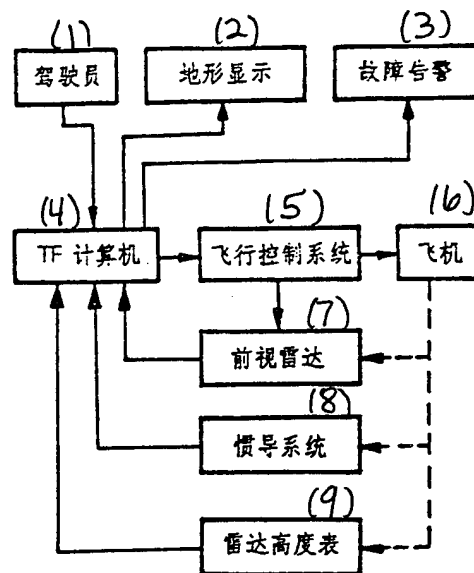 (1)
(2)
(3)
驾驶员
地形显示
故障告警
(4)
(5)
(6)
TF 计算机
飞行控制系统
飞机
(7)
前视雷达
(8)
惯导系统
(9)
雷达高度表